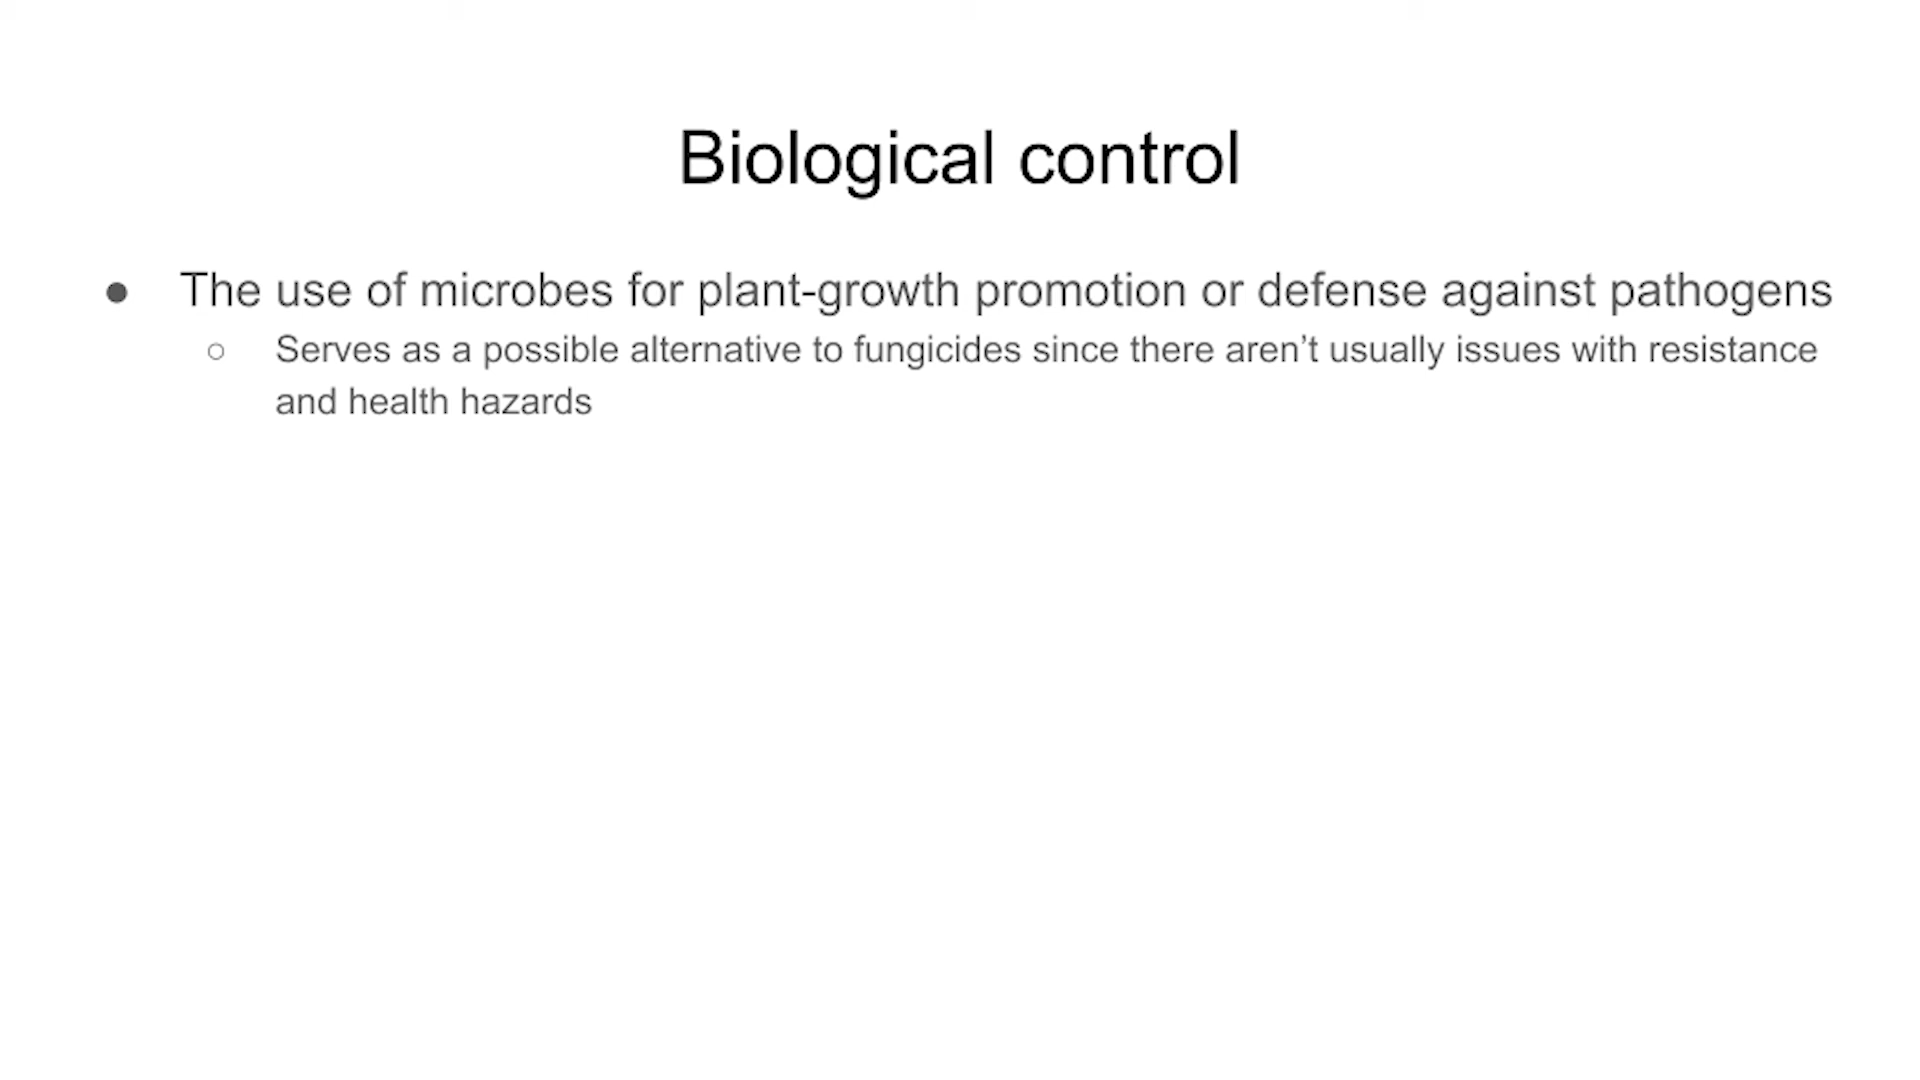 Biological control
● The use of microbes for plant-growth promotion or defense against pathogens
○ Serves as a possible alternative to fungicides since there aren’t usually issues with resistance
and health hazards